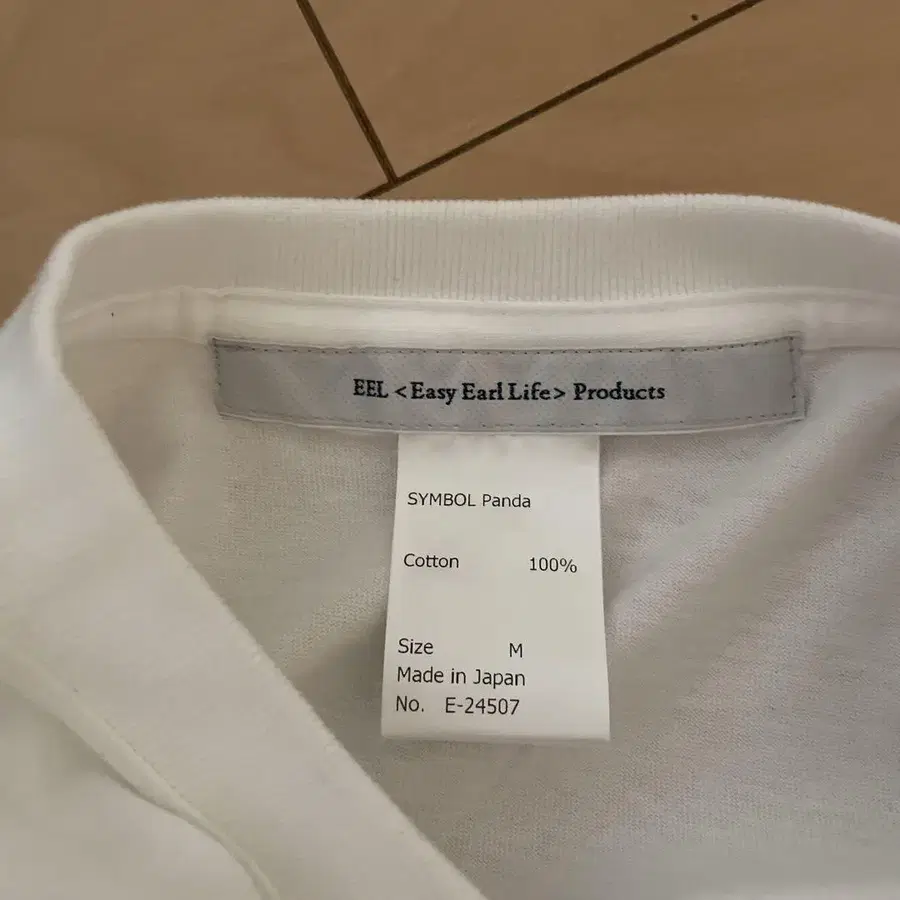 EEL <Easy Earl Life> Products
SYMBOL Panda
Cotton 100%
Size M
Made in Japan
No. E-24507